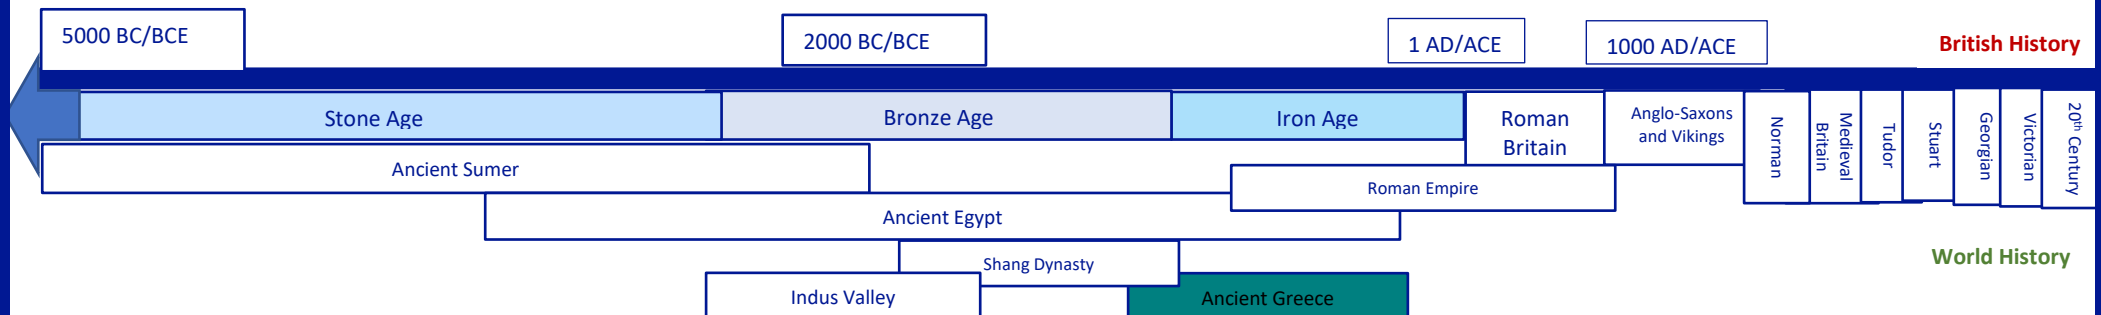 5000 BC/BCE
2000 BC/BCE
1 AD/ACE
1000 AD/ACE
British History
Stone Age
Bronze Age
Iron Age
Roman
Britain
Anglo-Saxons
and Vikings
Norman
Medieval
Britain
Tudor
Stuart
Georgian
Victorian
20th Century
Ancient Sumer
Roman Empire
Ancient Egypt
Shang Dynasty
World History
Indus Valley
Ancient Greece